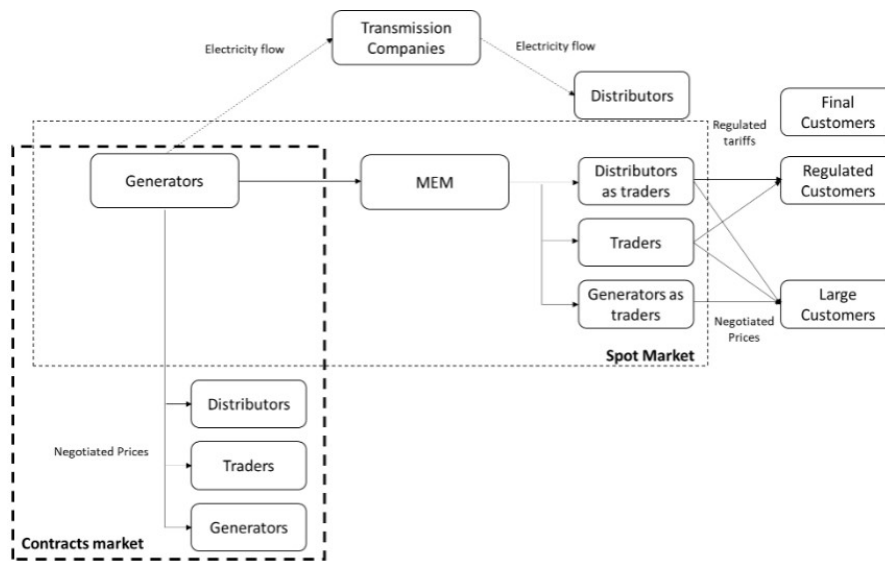 Transmission
Companies
Electricity flow
Electricity flow
Distributors
Final
Customers
Regulated
tariffs
Generators
MEM
Distributors
as traders
Regulated
Customers
Traders
Generators as
traders
Large
Customers
Negotiated
Prices
Spot Market
Distributors
Negotiated Prices
Traders
Generators
Contracts market